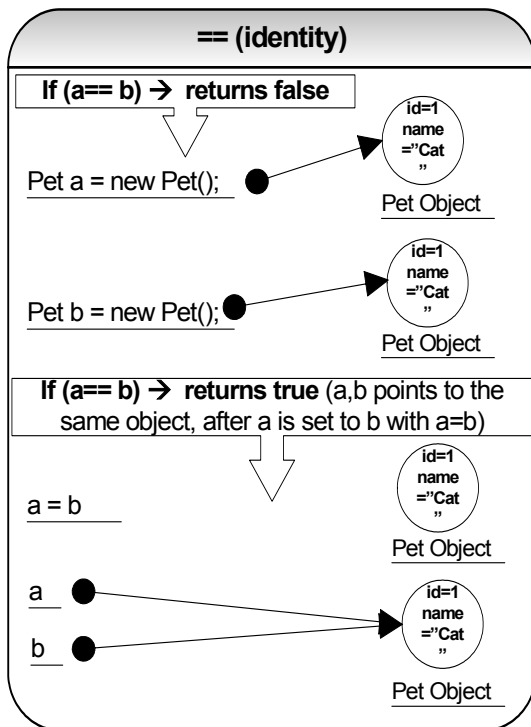 == (identity)
If (a== b) → returns false
id=1
name
="Cat
"
Pet a = new Pet();
Pet Object
id=1
name
="Cat
"
Pet b = new Pet();
Pet Object
If (a== b) → returns true (a,b points to the
same object, after a is set to b with a=b)
id=1
name
="Cat
"
a = b
Pet Object
a
id=1
name
="Cat
"
b
Pet Object